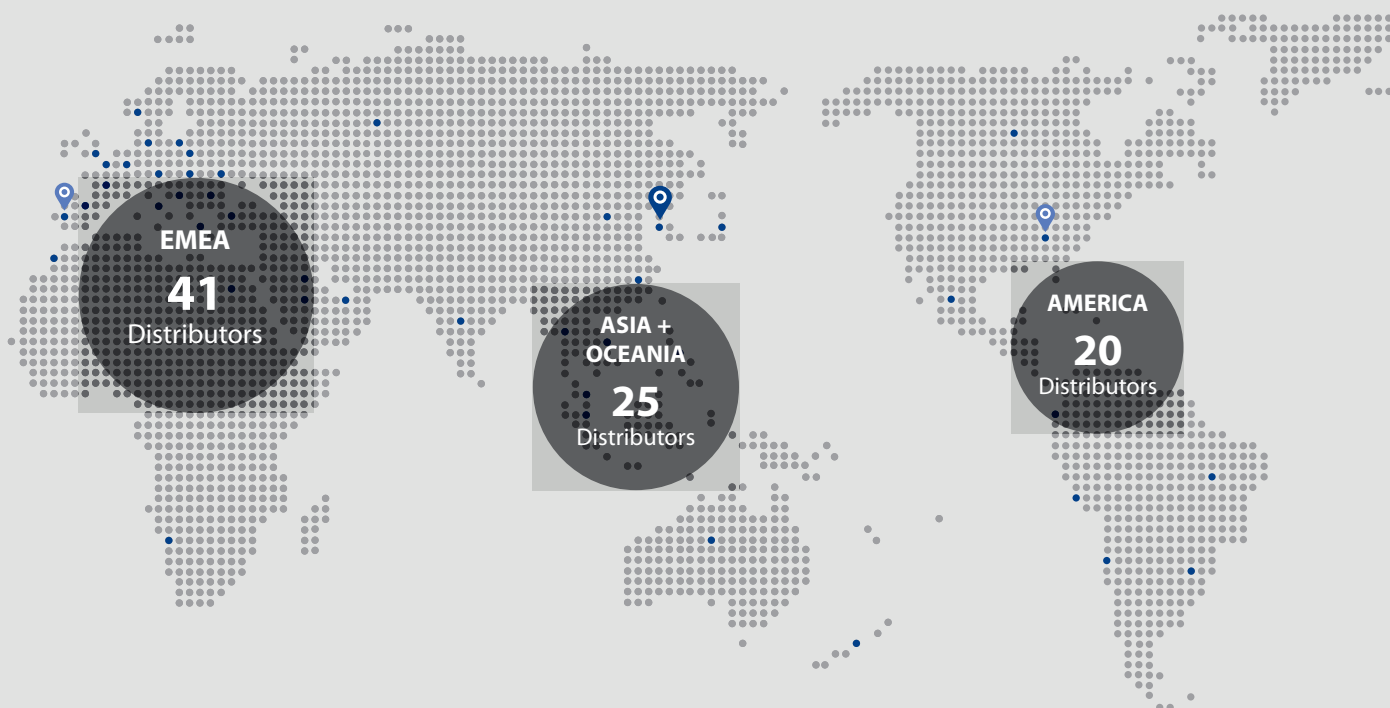 EMEA
41
Distributors
ASIA +
OCEANIA
25
Distributors
AMERICA
20
Distributors